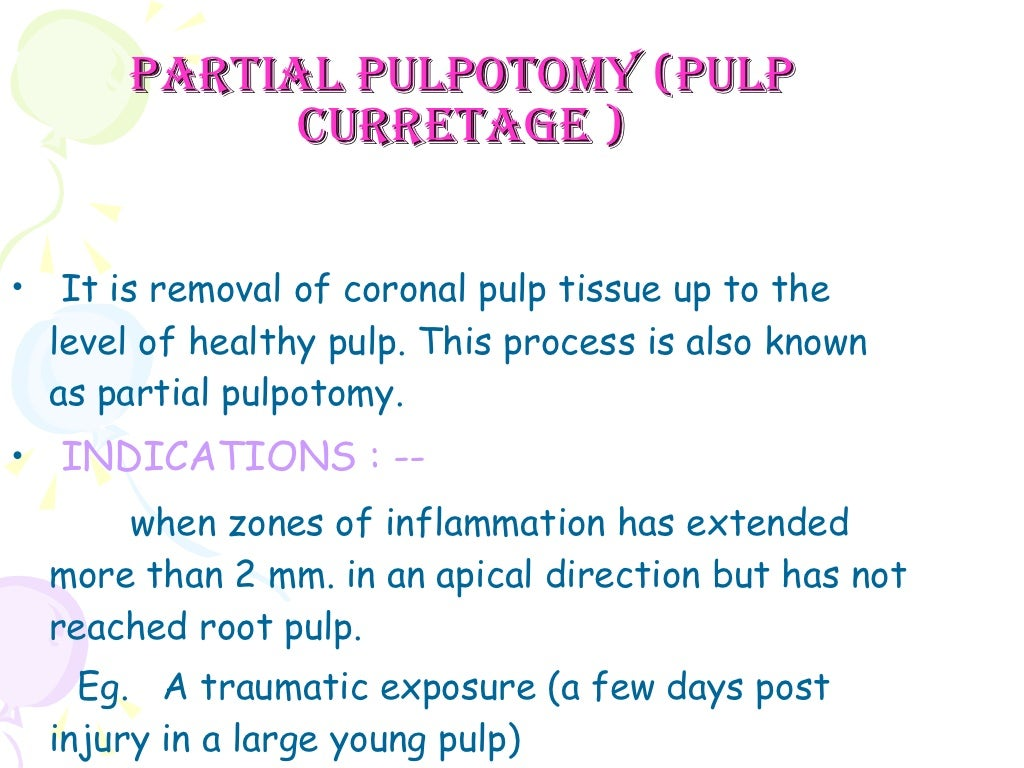 PARTIAL PULPOTOMY (PULP
CURRETAGE )
• It is removal of coronal pulp tissue up to the
level of healthy pulp. This process is also known
as partial pulpotomy.
• INDICATIONS : --
when zones of inflammation has extended
more than 2 mm. in an apical direction but has not
reached root pulp.
Eg. A traumatic exposure (a few days post
injury in a large young pulp)